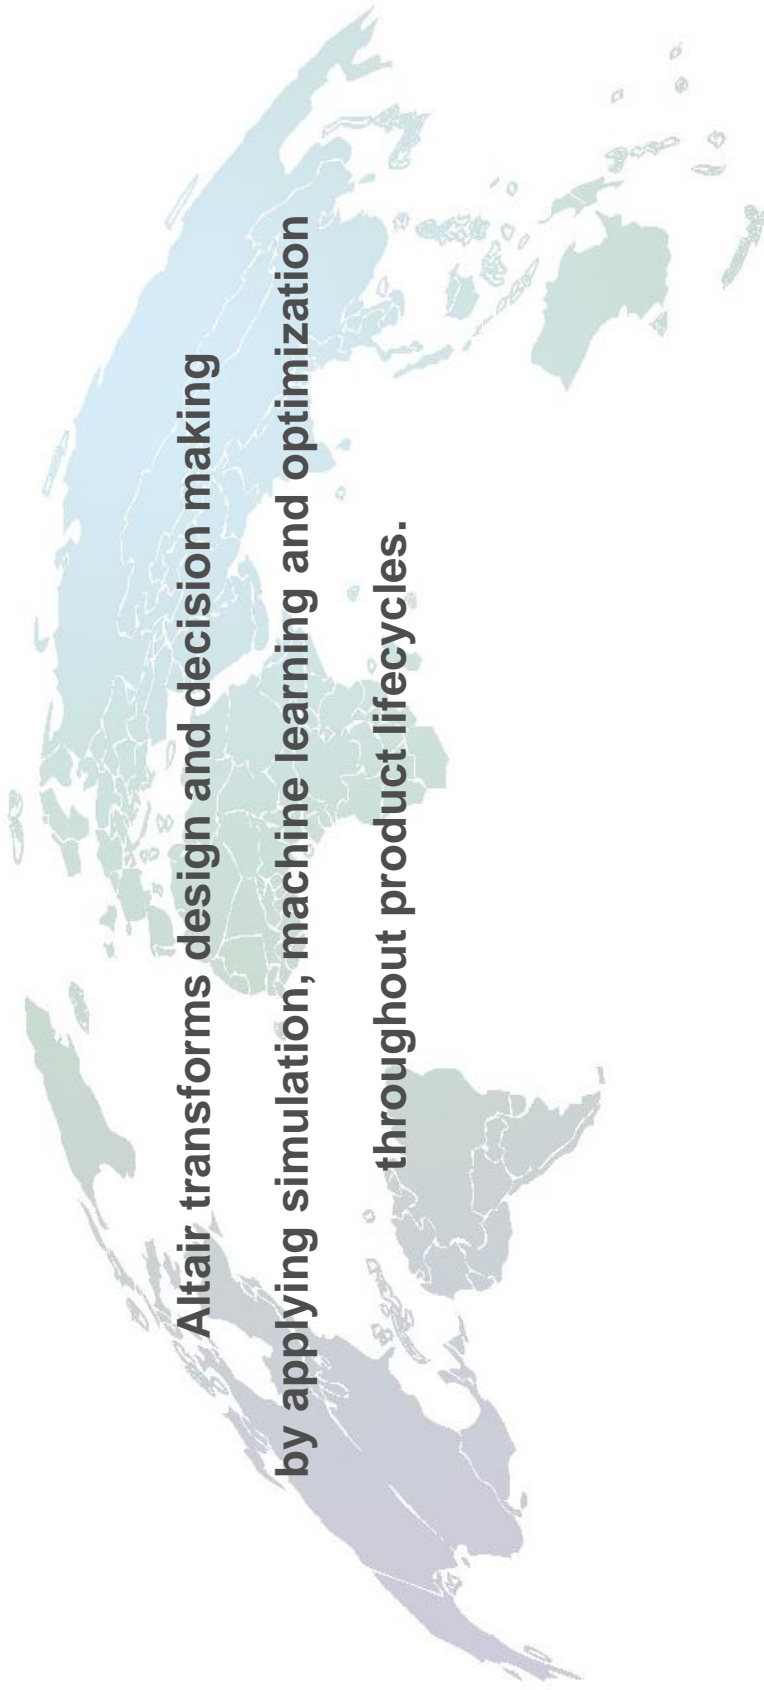 Altair transforms design and decision making
by applying simulation, machine learning and optimization
throughout product lifecycles.